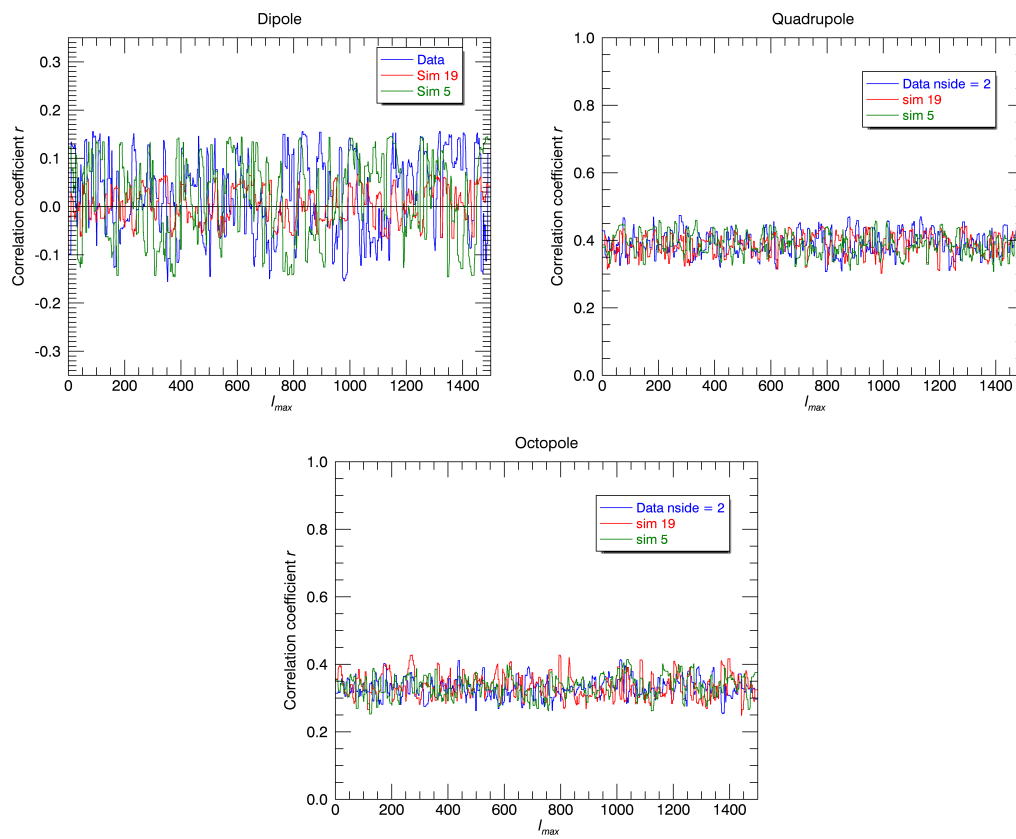 Dipole
Correlation coefficient r
0.3
0.2
0.1
0.0
-0.1
-0.2
-0.3
Data
Sim 19
Sim 5
0 200 400 600 800 1000 1200 1400
lmax
Quadrupole
Correlation coefficient r
1.0
0.8
0.6
0.4
0.2
0.0
Data nside = 2
sim 19
sim 5
0 200 400 600 800 1000 1200 1400
lmax
Octopole
Correlation coefficient r
1.0
0.8
0.6
0.4
0.2
0.0
Data nside = 2
sim 19
sim 5
0 200 400 600 800 1000 1200 1400
lmax